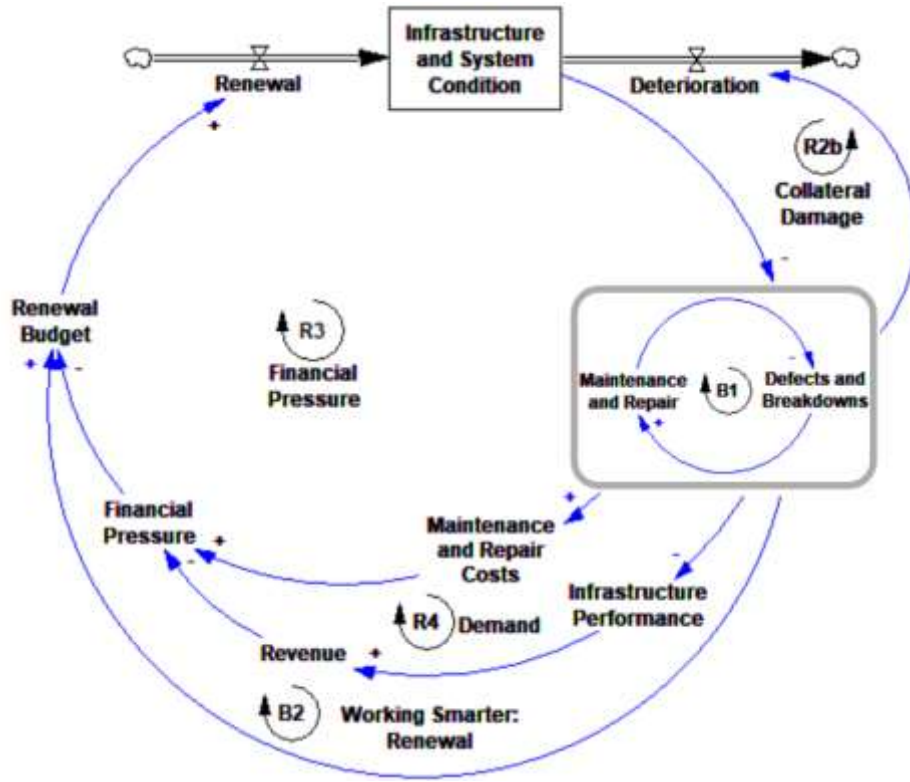 Infrastructure
and System
Condition
Renewal
Deterioration
+
R2b
Collateral
Damage
-
Renewal
Budget
+ -
R3
Financial
Pressure
Maintenance
and Repair
+
B1
-
Defects and
Breakdowns
Financial
Pressure
+
-
+
Maintenance
and Repair
Costs
-
Infrastructure
Performance
R4 Demand
Revenue +
B2 Working Smarter:
Renewal